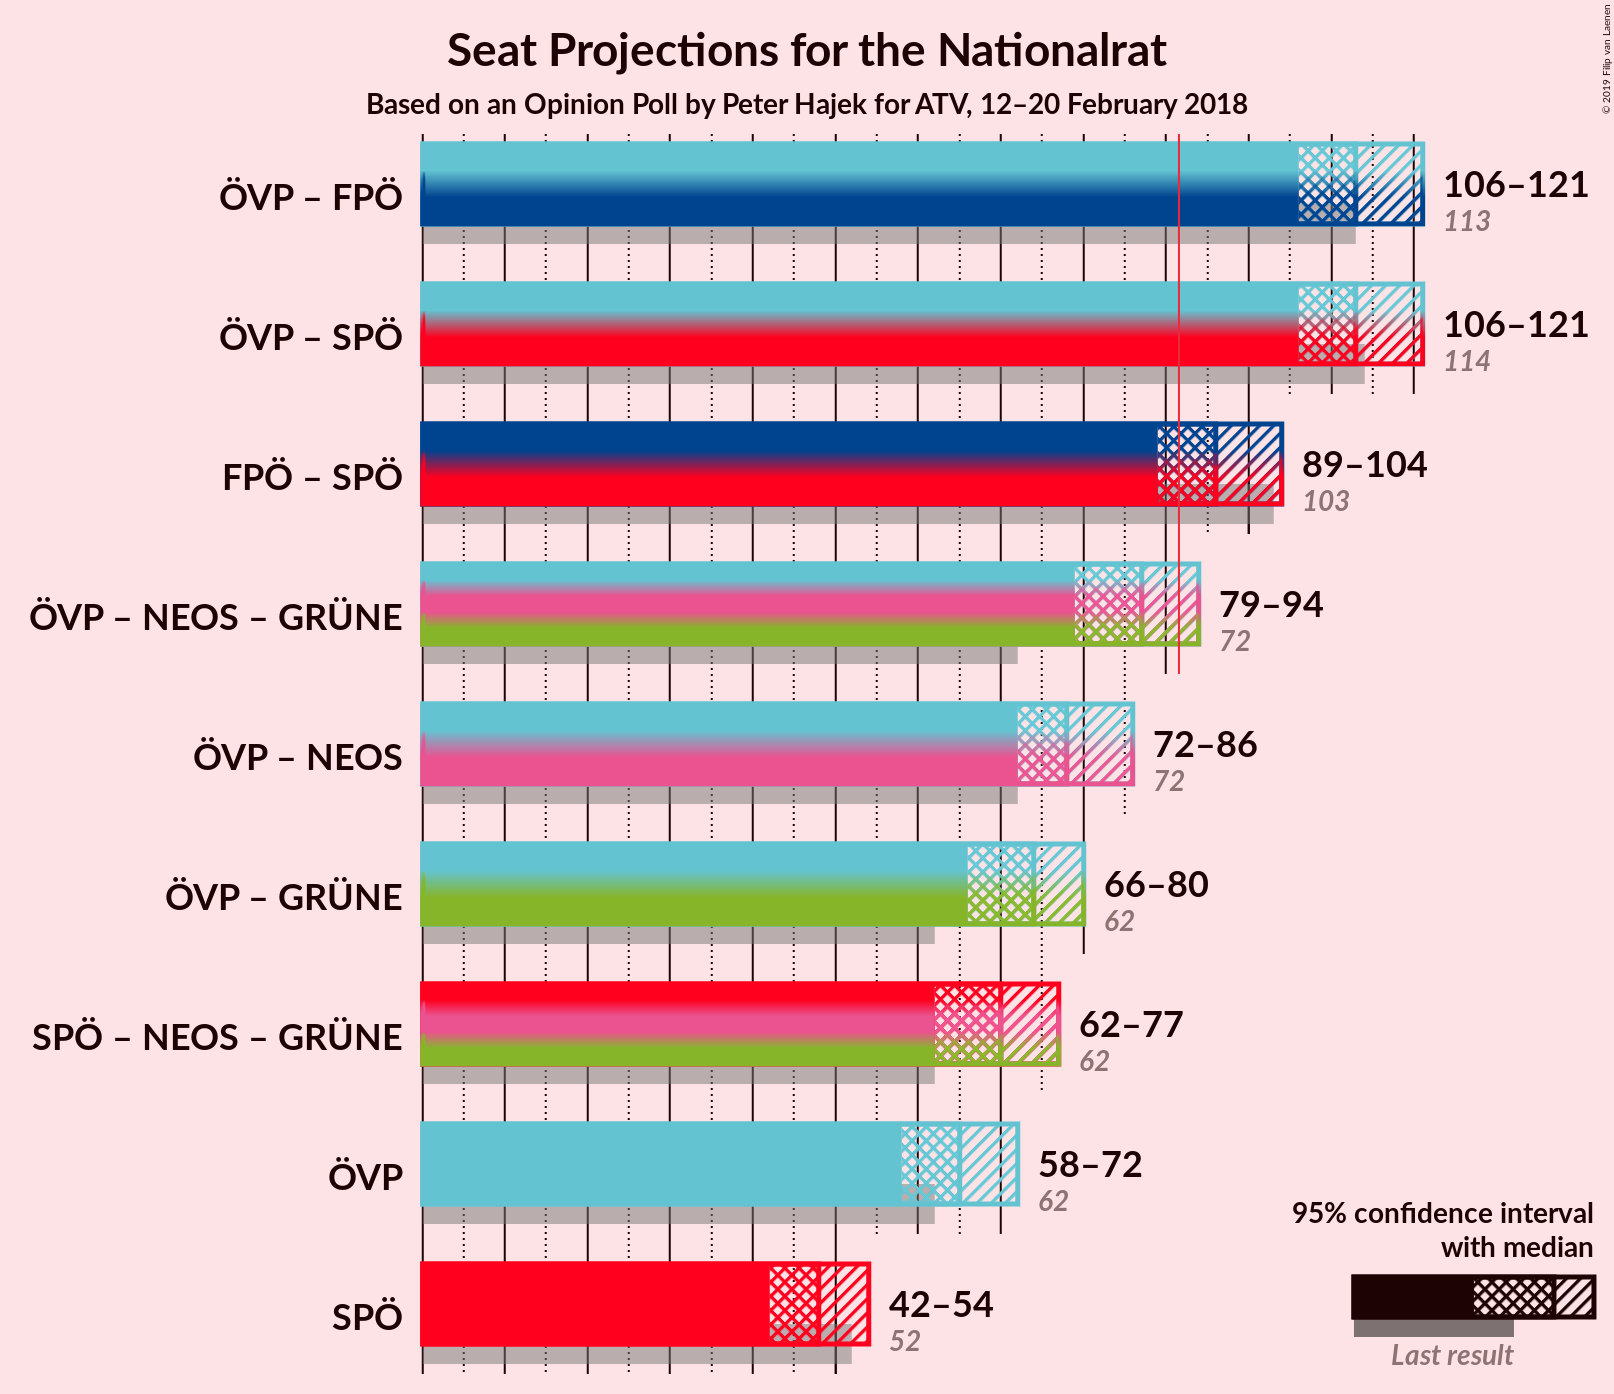 Seat Projections for the Nationalrat
Based on an Opinion Poll by Peter Hajek for ATV, 12–20 February 2018
© 2019 Filip van Laenen
ÖVP – FPÖ
106–121
113
ÖVP – SPÖ
106–121
114
FPÖ – SPÖ
89–104
103
ÖVP – NEOS – GRÜNE
79–94
72
ÖVP – NEOS
72–86
72
ÖVP – GRÜNE
66–80
62
SPÖ – NEOS – GRÜNE
62–77
62
ÖVP
58–72
62
SPÖ
42–54
52
95% confidence interval
with median
Last result